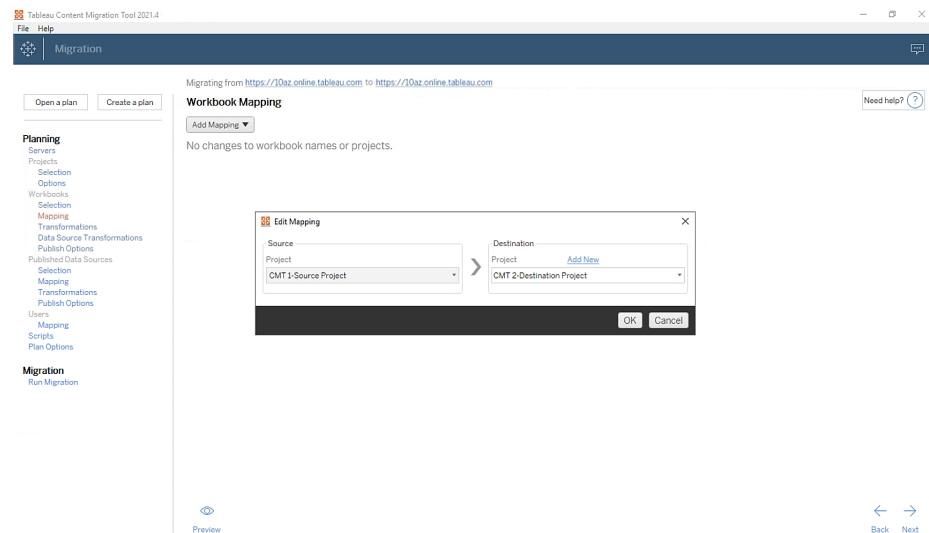 Tableau Content Migration Tool 2021.4
File Help
Migration
Migrating from https://10az.online.tableau.com to https://10az.online.tableau.com
Open a plan Create a plan
Workbook Mapping
Need help? ?
Add Mapping ▼
No changes to workbook names or projects.
Planning
Servers
Projects
Selection
Options
Workbooks
Selection
Mapping
Transformations
Data Source Transformations
Publish Options
Published Data Sources
Selection
Mapping
Transformations
Publish Options
Users
Mapping
Scripts
Plan Options
Migration
Run Migration
Edit Mapping
Source
Project
CMT 1-Source Project
Destination
Project Add New
CMT 2-Destination Project
OK Cancel
Preview
Back Next